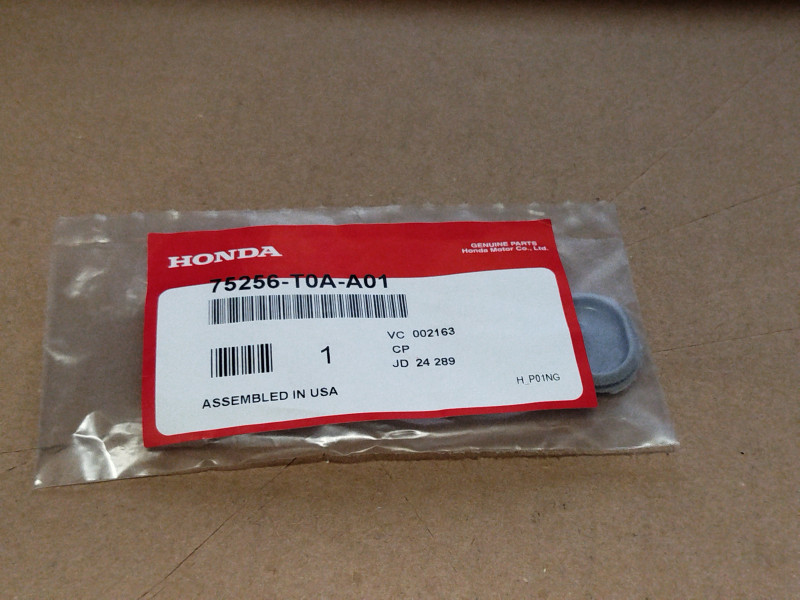 HONDA
GENUINE PARTS
Honda Motor Co., Ltd.
75256-T0A-A01
1
VC 002163
CP
JD 24 289
H_P01NG
ASSEMBLED IN USA